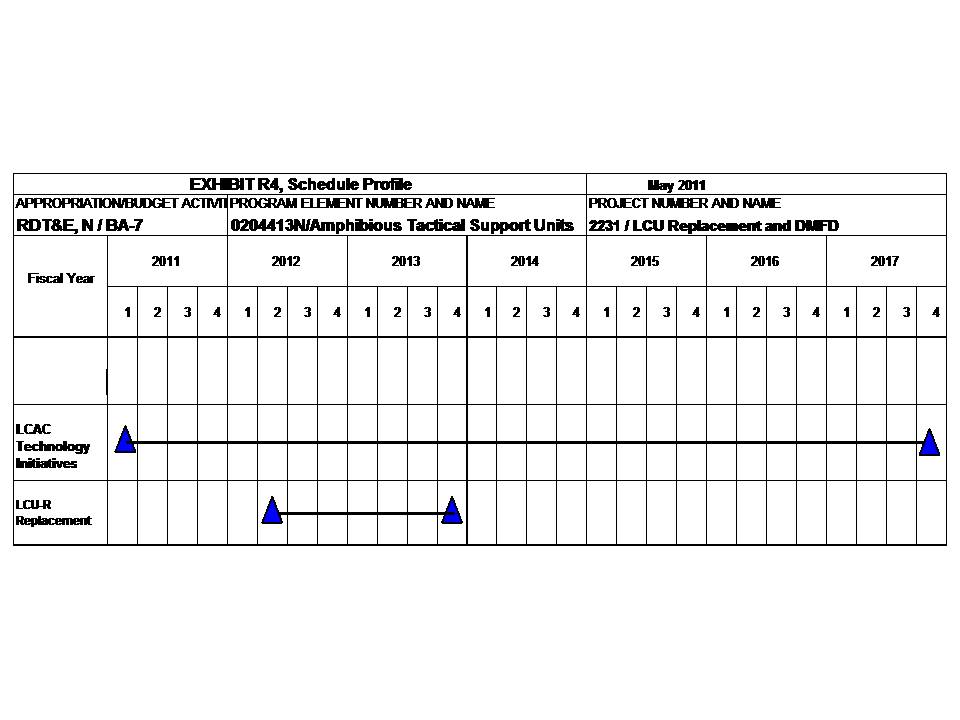 EXHIBIT R4, Schedule Profile May 2011
APPROPRIATION/BUDGET ACTIVIT PROGRAM ELEMENT NUMBER AND NAME PROJECT NUMBER AND NAME
RDT&E, N / BA-7 0204413N/Amphibious Tactical Support Units 2231 / LCU Replacement and DMFD
Fiscal Year 2011 2012 2013 2014 2015 2016 2017
1 2 3 4 1 2 3 4 1 2 3 4 1 2 3 4 1 2 3 4 1 2 3 4 1 2 3 4
LCAC
Technology
Initiatives
LCU-R
Replacement